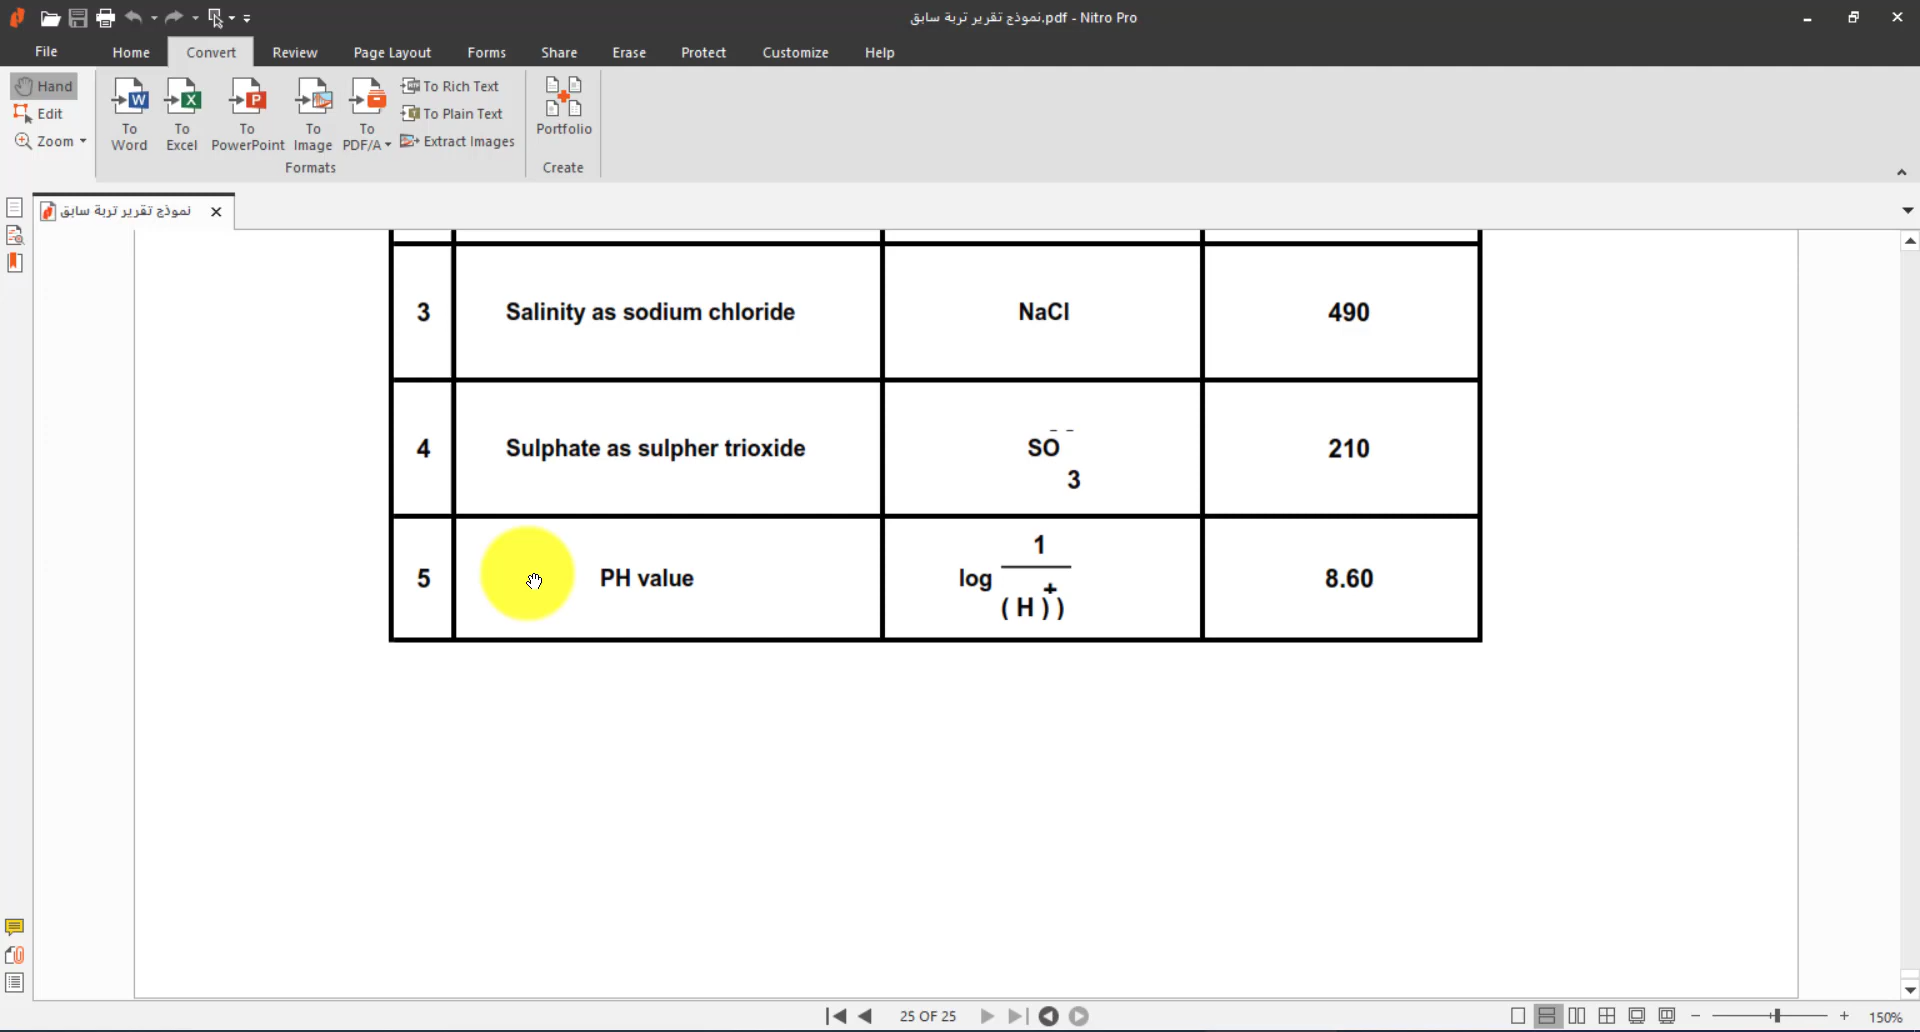 نموذج تقرير تربة سابق.pdf - Nitro Pro
File Home Convert Review Page Layout Forms Share Erase Protect Customize Help
Hand
Edit
Zoom
To Word
To Excel
To PowerPoint
To Image
To PDF/A
To Rich Text
To Plain Text
Extract Images
Formats
Portfolio
Create
نموذج تقرير تربة سابق
3 Salinity as sodium chloride NaCl 490
4 Sulphate as sulpher trioxide SO 3 -- 210
5 PH value log 1 / ( H )+ ) 8.60
25 OF 25
150%